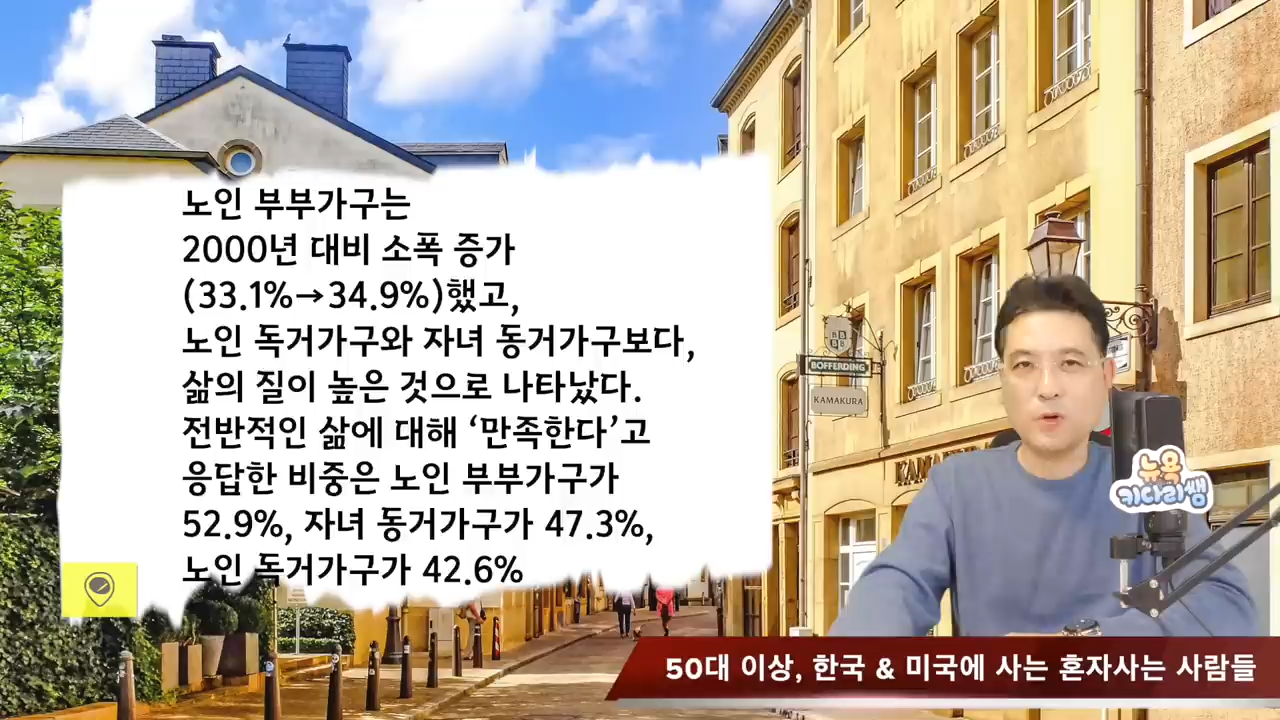 노인 부부가구는
2000년 대비 소폭 증가
(33.1%→34.9%)했고,
노인 독거가구와 자녀 동거가구보다,
삶의 질이 높은 것으로 나타났다.
전반적인 삶에 대해 ‘만족한다’고
응답한 비중은 노인 부부가구가
52.9%, 자녀 동거가구가 47.3%,
노인 독거가구가 42.6%
BOFFERDING
KAMAKURA
뉴욕
키다리쌤
50대 이상, 한국 & 미국에 사는 혼자사는 사람들